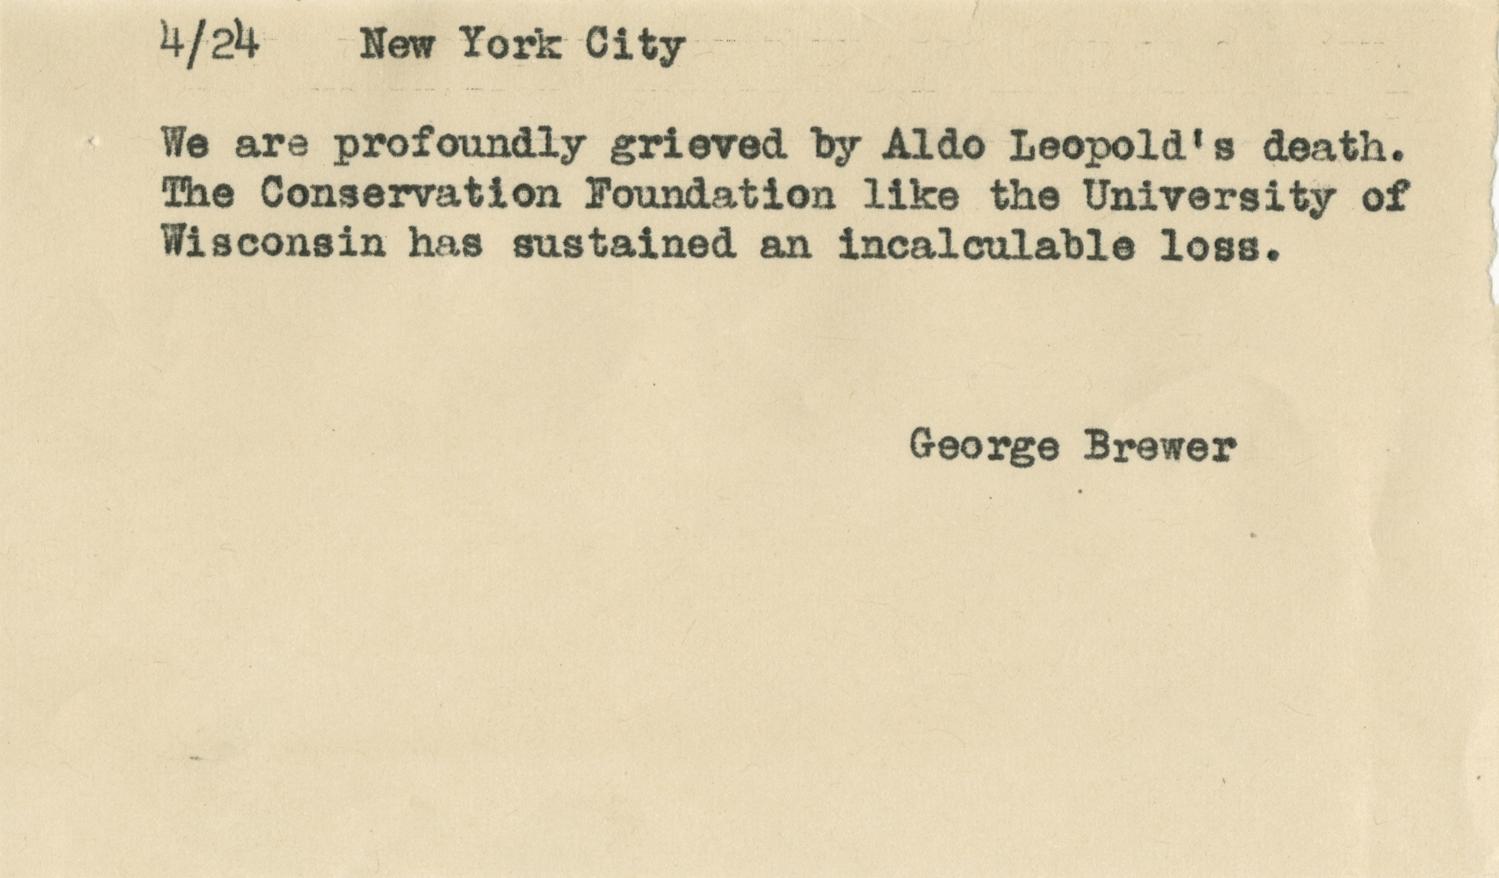 4/24 New York City
We are profoundly grieved by Aldo Leopold's death.
The Conservation Foundation like the University of
Wisconsin has sustained an incalculable loss.
George Brewer